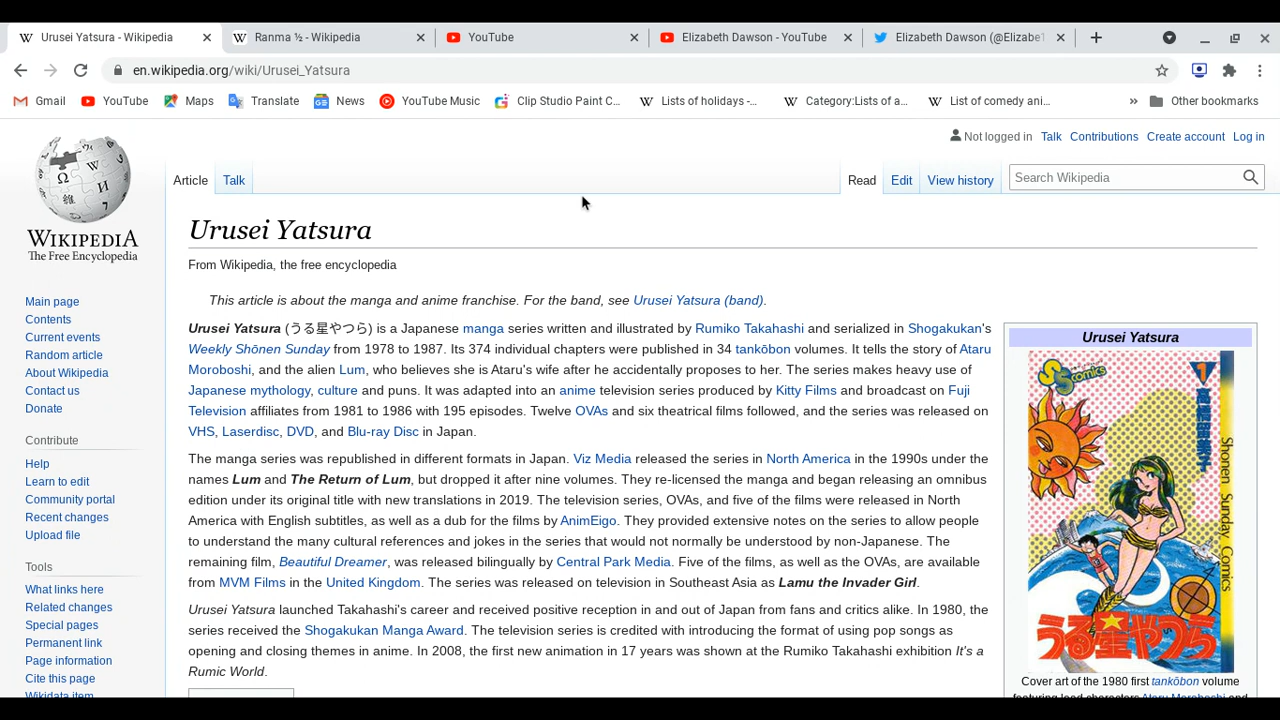 Urusei Yatsura - Wikipedia
Ranma ½ - Wikipedia
YouTube
Elizabeth Dawson - YouTube
Elizabeth Dawson (@Elizabe
en.wikipedia.org/wiki/Urusei_Yatsura
Gmail
YouTube
Maps
Translate
News
YouTube Music
Clip Studio Paint C...
Lists of holidays -...
Category:Lists of a...
List of comedy ani...
»
Other bookmarks
Not logged in
Talk
Contributions
Create account
Log in
Article
Talk
Read
Edit
View history
Search Wikipedia
WIKIPEDIA
The Free Encyclopedia
Main page
Contents
Current events
Random article
About Wikipedia
Contact us
Donate
Contribute
Help
Learn to edit
Community portal
Recent changes
Upload file
Tools
What links here
Related changes
Special pages
Permanent link
Page information
Cite this page
Wikidata item
Urusei Yatsura
From Wikipedia, the free encyclopedia
This article is about the manga and anime franchise. For the band, see Urusei Yatsura (band).
Urusei Yatsura (うる星やつら) is a Japanese manga series written and illustrated by Rumiko Takahashi and serialized in Shogakukan's
Weekly Shōnen Sunday from 1978 to 1987. Its 374 individual chapters were published in 34 tankōbon volumes. It tells the story of Ataru
Moroboshi, and the alien Lum, who believes she is Ataru's wife after he accidentally proposes to her. The series makes heavy use of
Japanese mythology, culture and puns. It was adapted into an anime television series produced by Kitty Films and broadcast on Fuji
Television affiliates from 1981 to 1986 with 195 episodes. Twelve OVAs and six theatrical films followed, and the series was released on
VHS, Laserdisc, DVD, and Blu-ray Disc in Japan.
The manga series was republished in different formats in Japan. Viz Media released the series in North America in the 1990s under the
names Lum and The Return of Lum, but dropped it after nine volumes. They re-licensed the manga and began releasing an omnibus
edition under its original title with new translations in 2019. The television series, OVAs, and five of the films were released in North
America with English subtitles, as well as a dub for the films by AnimEigo. They provided extensive notes on the series to allow people
to understand the many cultural references and jokes in the series that would not normally be understood by non-Japanese. The
remaining film, Beautiful Dreamer, was released bilingually by Central Park Media. Five of the films, as well as the OVAs, are available
from MVM Films in the United Kingdom. The series was released on television in Southeast Asia as Lamu the Invader Girl.
Urusei Yatsura launched Takahashi's career and received positive reception in and out of Japan from fans and critics alike. In 1980, the
series received the Shogakukan Manga Award. The television series is credited with introducing the format of using pop songs as
opening and closing themes in anime. In 2008, the first new animation in 17 years was shown at the Rumiko Takahashi exhibition It's a
Rumic World.
Urusei Yatsura
comics
1
高橋留美子
Shonen Sunday Comics
うる星やつら
Cover art of the 1980 first tankōbon volume
featuring lead characters Ataru Moroboshi and